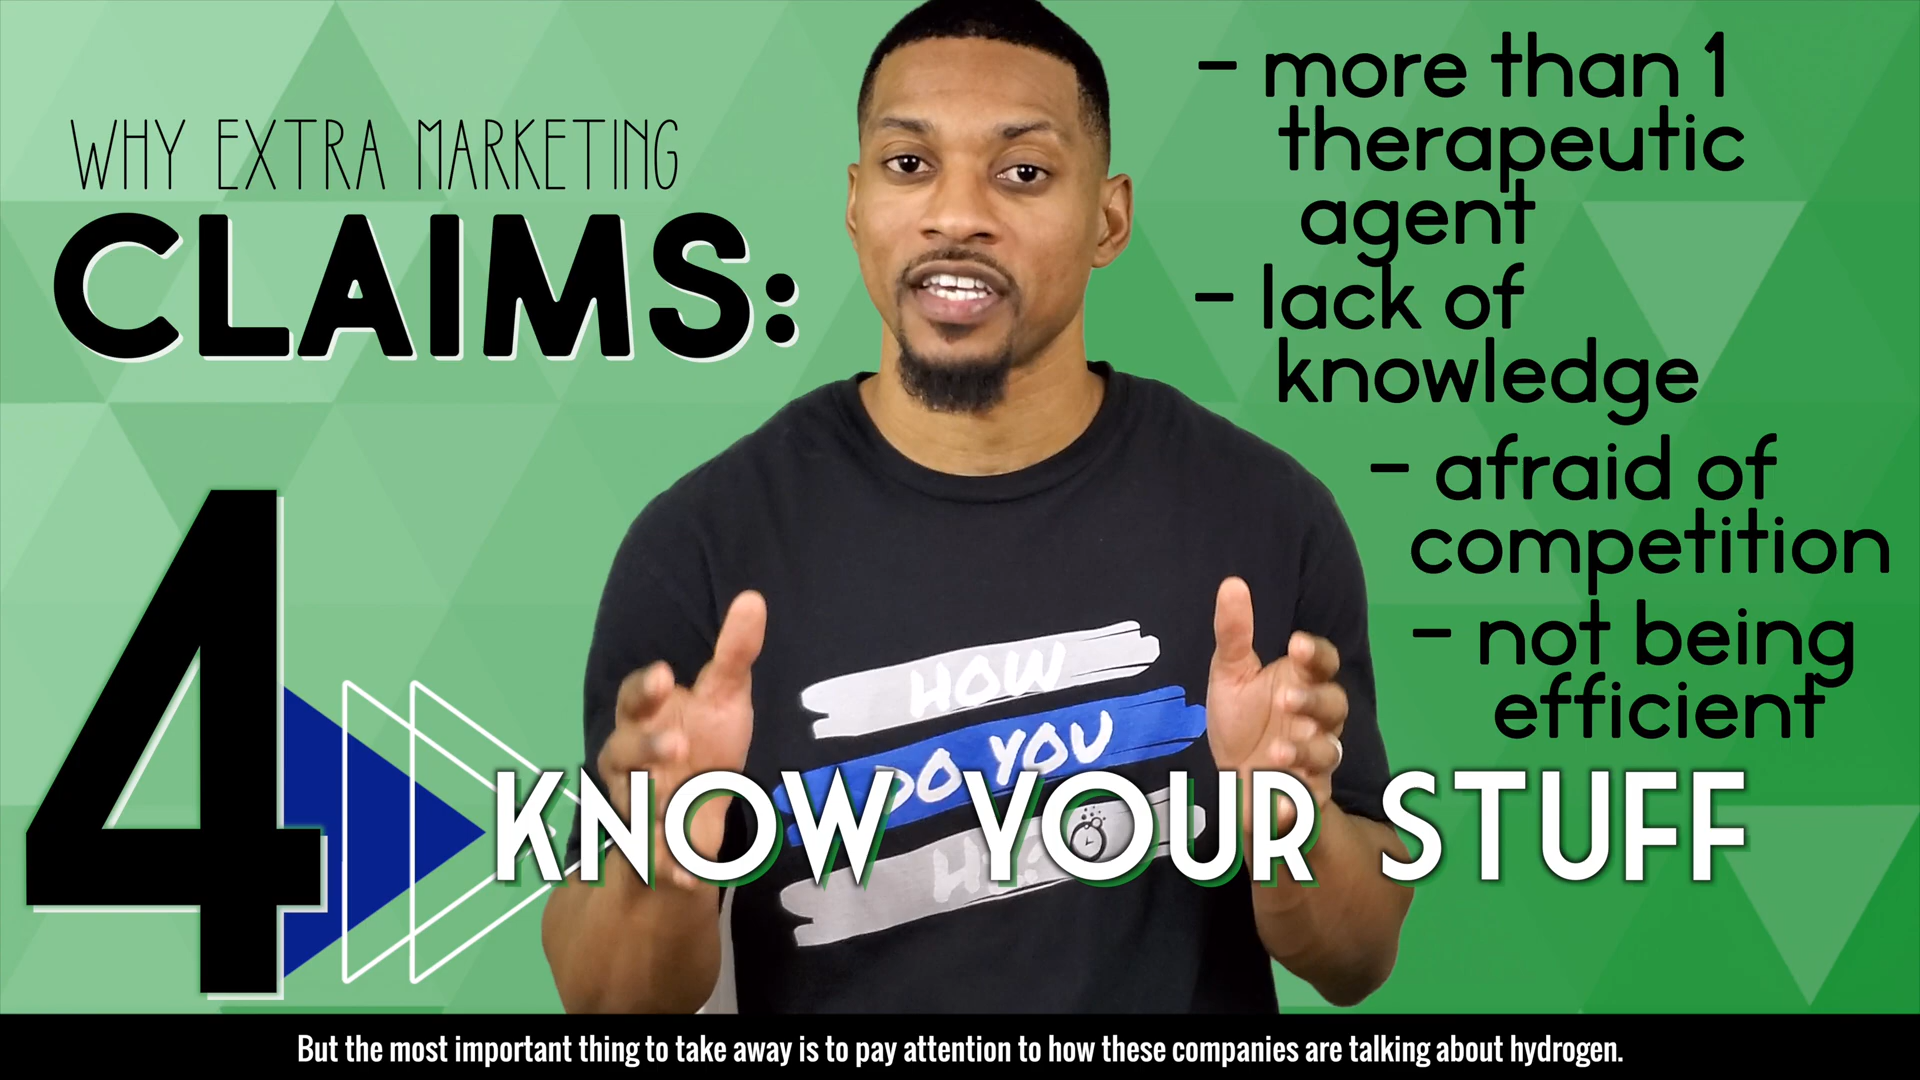 WHY EXTRA MARKETING
CLAIMS:
- more than 1
therapeutic
agent
- lack of
knowledge
- afraid of
competition
- not being
efficient
HOW
DO YOU
4
KNOW YOUR STUFF
But the most important thing to take away is to pay attention to how these companies are talking about hydrogen.